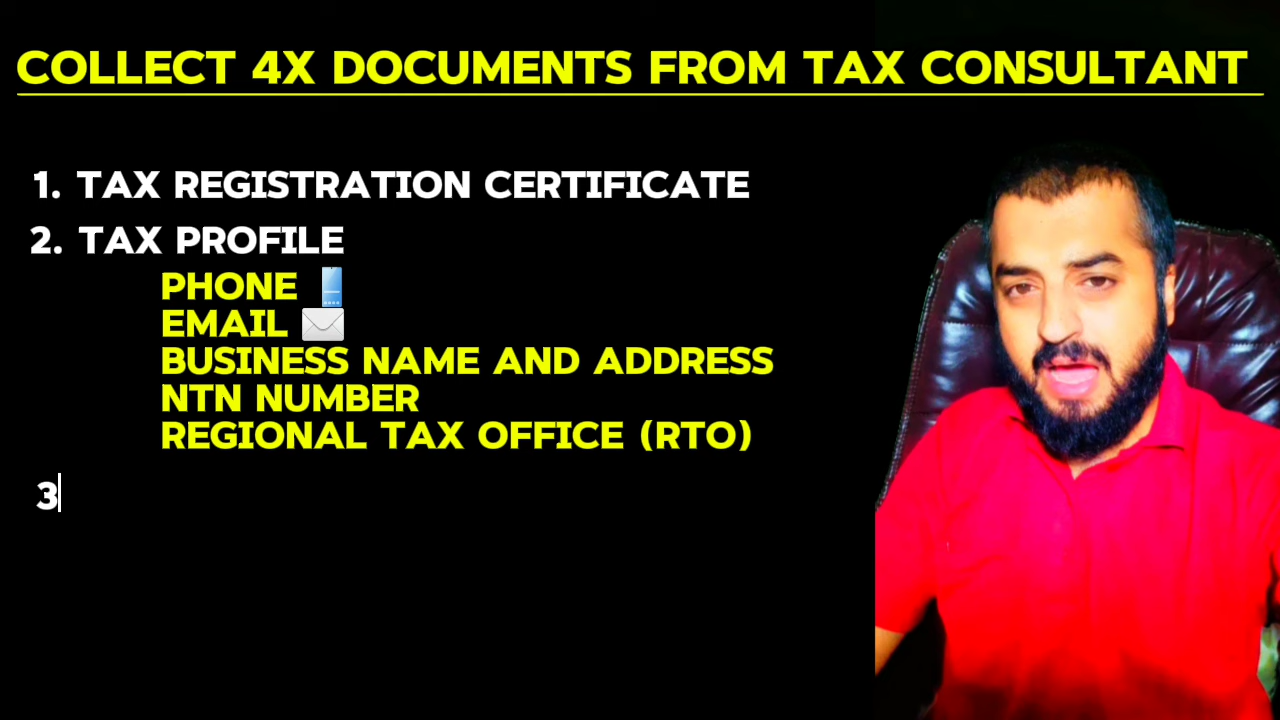 COLLECT 4X DOCUMENTS FROM TAX CONSULTANT
1. TAX REGISTRATION CERTIFICATE
2. TAX PROFILE
PHONE
EMAIL
BUSINESS NAME AND ADDRESS
NTN NUMBER
REGIONAL TAX OFFICE (RTO)
3